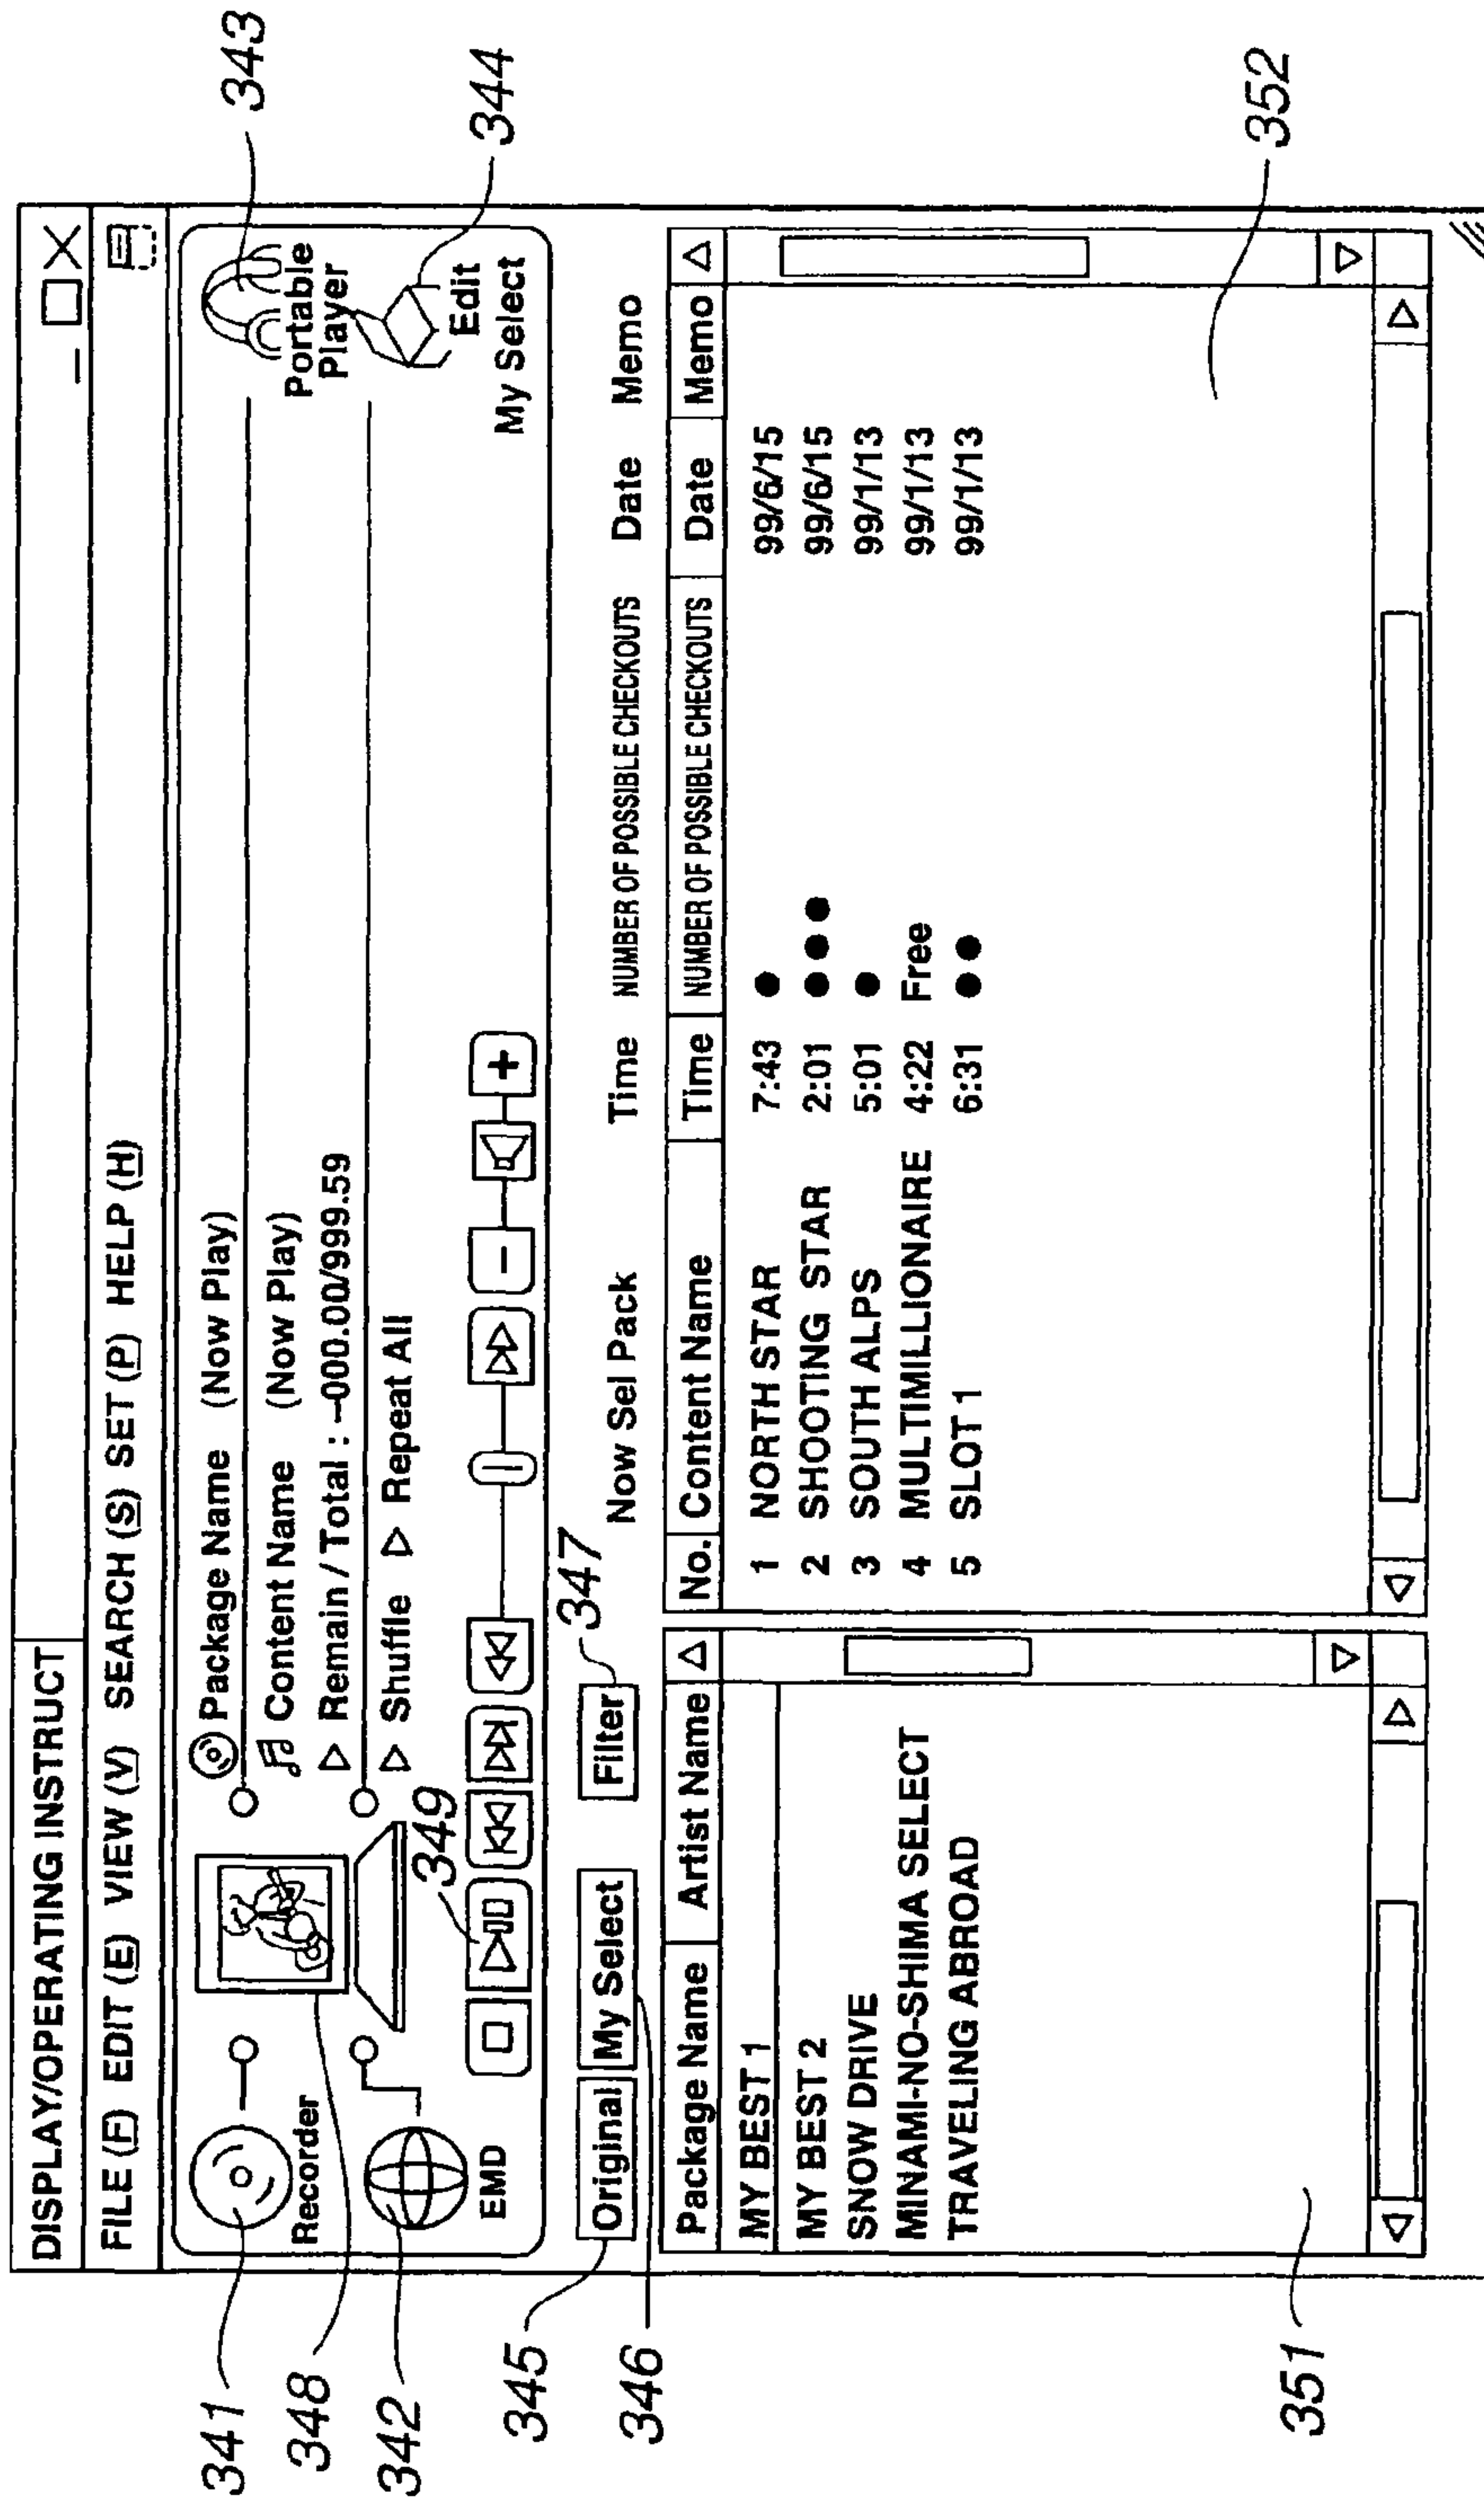 DISPLAY/OPERATING INSTRUCT
FILE (F) EDIT (E) VIEW (V) SEARCH (S) SET (P) HELP (H)
341
348
342
Recorder
EMD
Package Name (Now Play)
Content Name (Now Play)
Remain / Total : -000.00/999.59
Shuffle Repeat All
349
343
Portable
Player
344
Edit
My Select
345
Original
My Select
346
Filter
347
Now Sel Pack Time NUMBER OF POSSIBLE CHECKOUTS Date Memo
Package Name Artist Name
MY BEST 1
MY BEST 2
SNOW DRIVE
MINAMI-NO-SHIMA SELECT
TRAVELING ABROAD
351
No. Content Name Time NUMBER OF POSSIBLE CHECKOUTS Date Memo
1 NORTH STAR 7:43 ● 99/6/15
2 SHOOTING STAR 2:01 ●●● 99/6/15
3 SOUTH ALPS 5:01 ● 99/1/13
4 MULTIMILLIONAIRE 4:22 Free 99/1/13
5 SLOT 1 6:31 ●● 99/1/13
352